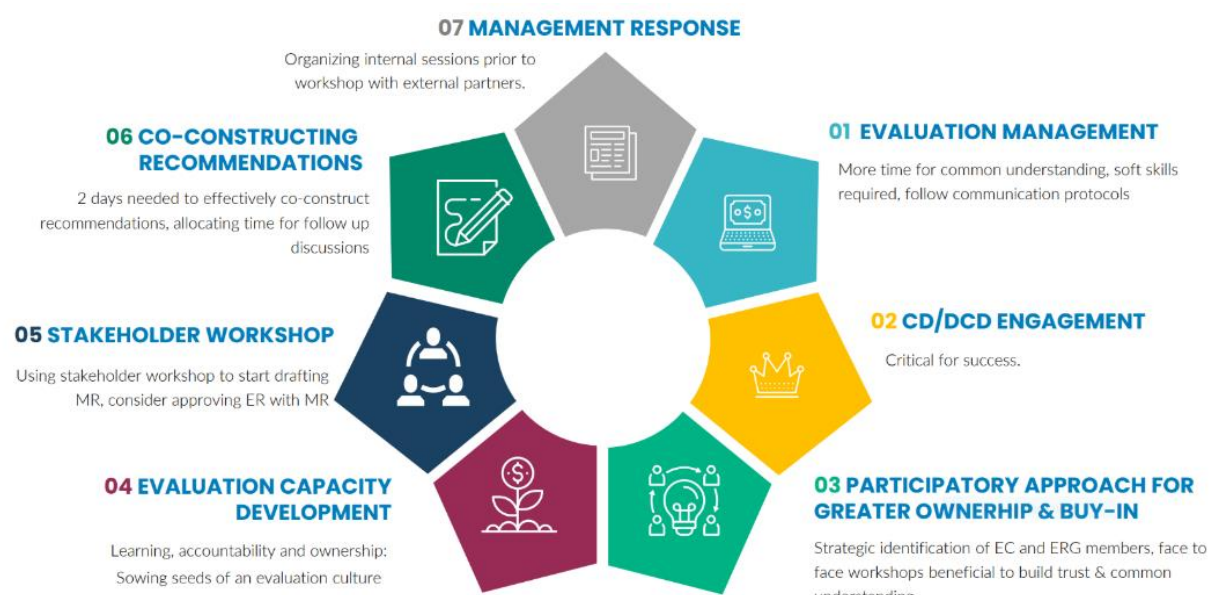 07 MANAGEMENT RESPONSE
Organizing internal sessions prior to
workshop with external partners.
01 EVALUATION MANAGEMENT
More time for common understanding, soft skills
required, follow communication protocols
02 CD/DCD ENGAGEMENT
Critical for success.
03 PARTICIPATORY APPROACH FOR
GREATER OWNERHIP & BUY-IN
Strategic identification of EC and ERG members, face to
face workshops beneficial to build trust & common
understanding
04 EVALUATION CAPACITY
DEVELOPMENT
Learning, accountability and ownership:
Sowing seeds of an evaluation culture
05 STAKEHOLDER WORKSHOP
Using stakeholder workshop to start drafting
MR, consider approving ER with MR
06 CO-CONSTRUCTING
RECOMMENDATIONS
2 days needed to effectively co-construct
recommendations, allocating time for follow up
discussions